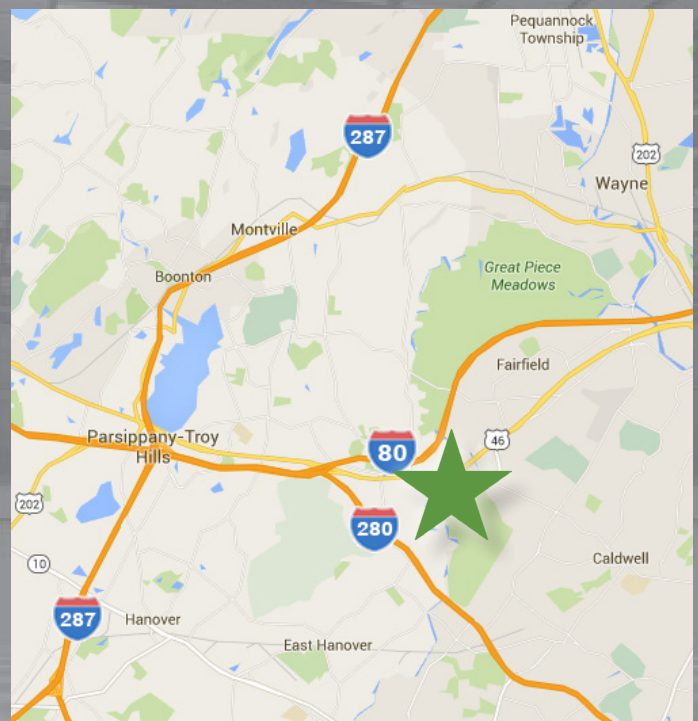 Pequannock
Township
287
202
Wayne
Montville
Great Piece
Meadows
Boonton
Fairfield
Parsippany-Troy
Hills
80
46
202
280
10
Caldwell
287
Hanover
East Hanover